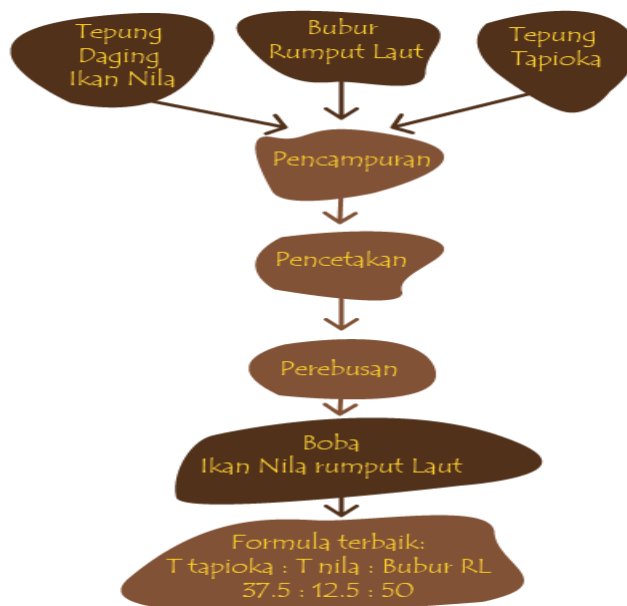 Tepung
Daging
Ikan Nila
Bubur
Rumput Laut
Tepung
Tapioka
Pencampuran
Pencetakan
Perebusan
Boba
Ikan Nila rumput Laut
Formula terbaik:
T tapioka : T nila : Bubur RL
37.5 : 12.5 : 50